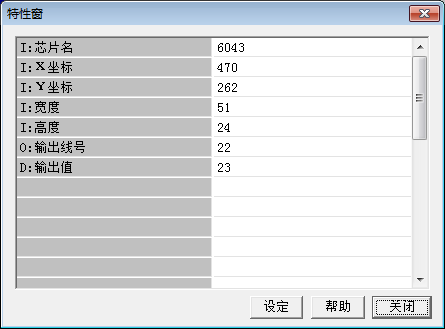 特性窗
I:芯片名 6043
I:X坐标 470
I:Y坐标 262
I:宽度 51
I:高度 24
O:输出线号 22
D:输出值 23
设定 帮助 关闭